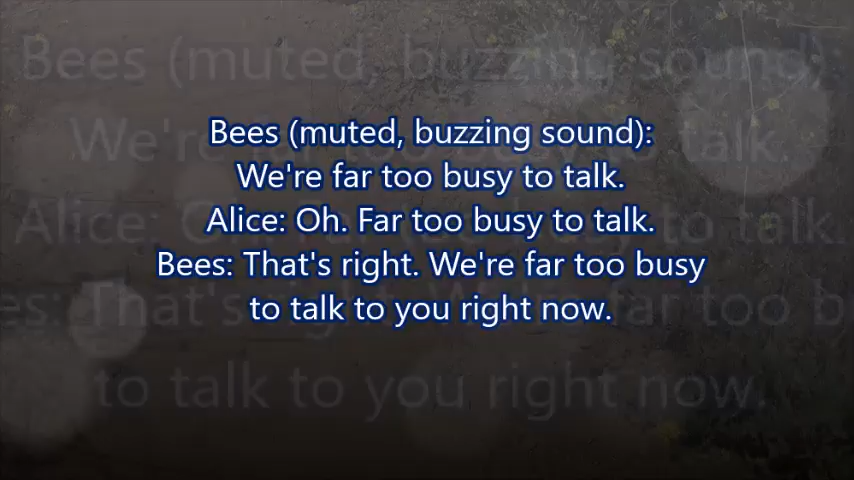 Bees (muted, buzzing sound):
We're far too busy to talk.
Alice: Oh. Far too busy to talk.
Bees: That's right. We're far too busy
to talk to you right now.